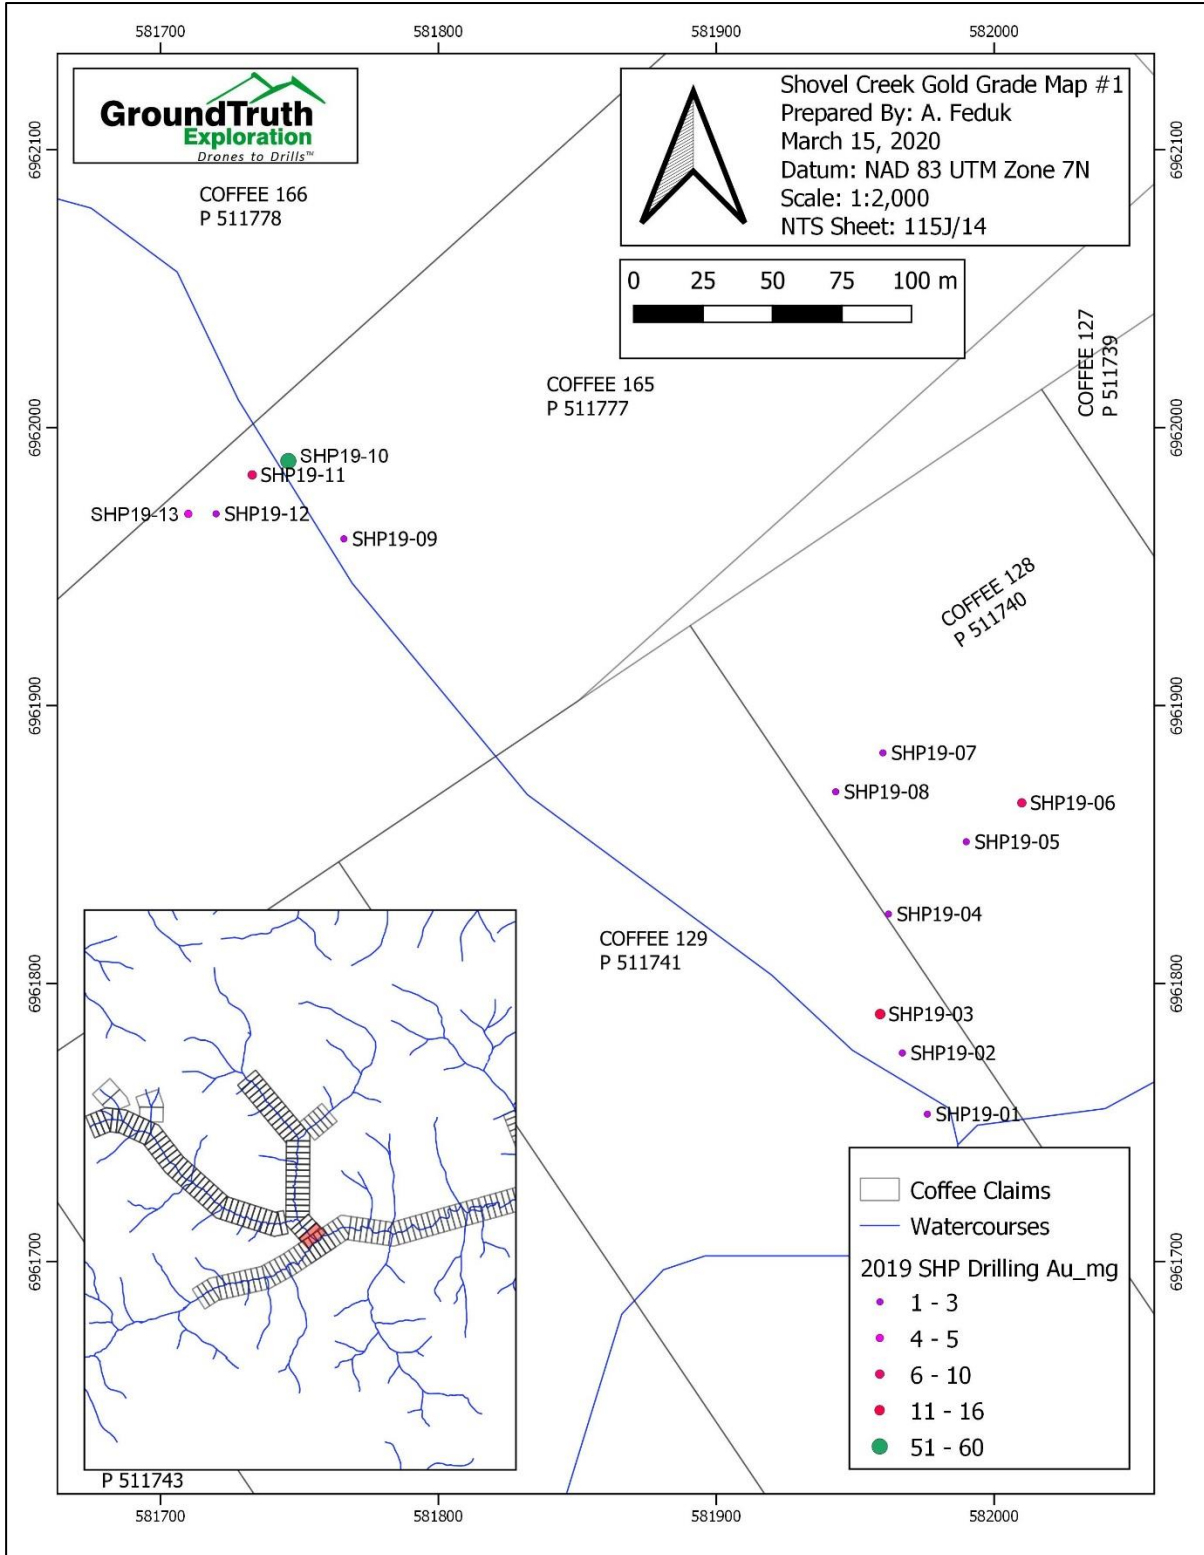 581700
581800
581900
582000
GroundTruth
Exploration
Drones to Drills™
Shovel Creek Gold Grade Map #1
Prepared By: A. Feduk
March 15, 2020
Datum: NAD 83 UTM Zone 7N
Scale: 1:2,000
NTS Sheet: 115J/14
0 25 50 75 100 m
6962100
6962100
COFFEE 166
P 511778
COFFEE 165
P 511777
COFFEE 127
P 511739
6962000
6962000
SHP19-10
SHP19-11
SHP19-13
SHP19-12
SHP19-09
COFFEE 128
P 511740
6961900
6961900
SHP19-07
SHP19-08
SHP19-06
SHP19-05
SHP19-04
COFFEE 129
P 511741
6961800
6961800
SHP19-03
SHP19-02
SHP19-01
Coffee Claims
Watercourses
2019 SHP Drilling Au_mg
1 - 3
4 - 5
6 - 10
11 - 16
51 - 60
6961700
6961700
P 511743
581700
581800
581900
582000